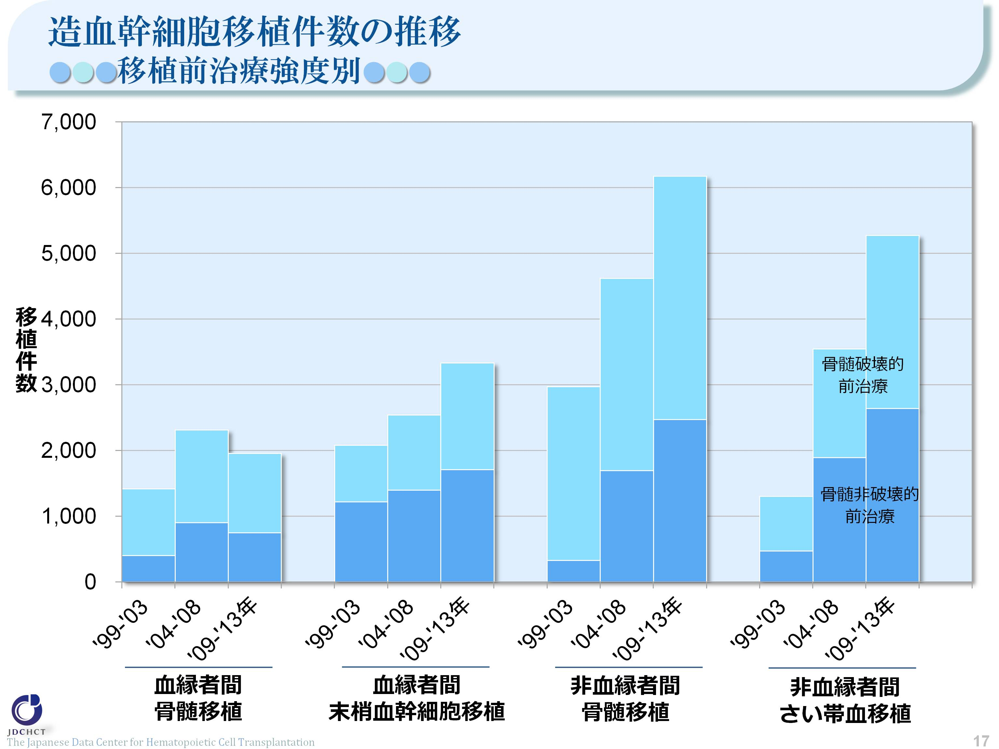 造血幹細胞移植件数の推移
移植前治療強度別
7,000
6,000
5,000
4,000
3,000
2,000
1,000
0
移植件数
骨髄破壊的
前治療
骨髄非破壊的
前治療
'99-'03
'04-'08
'09-'13年
'99-'03
'04-'08
'09-'13年
'99-'03
'04-'08
'09-'13年
'99-'03
'04-'08
'09-'13年
血縁者間
骨髄移植
血縁者間
末梢血幹細胞移植
非血縁者間
骨髄移植
非血縁者間
さい帯血移植
JDCHCT
The Japanese Data Center for Hematopoietic Cell Transplantation
17